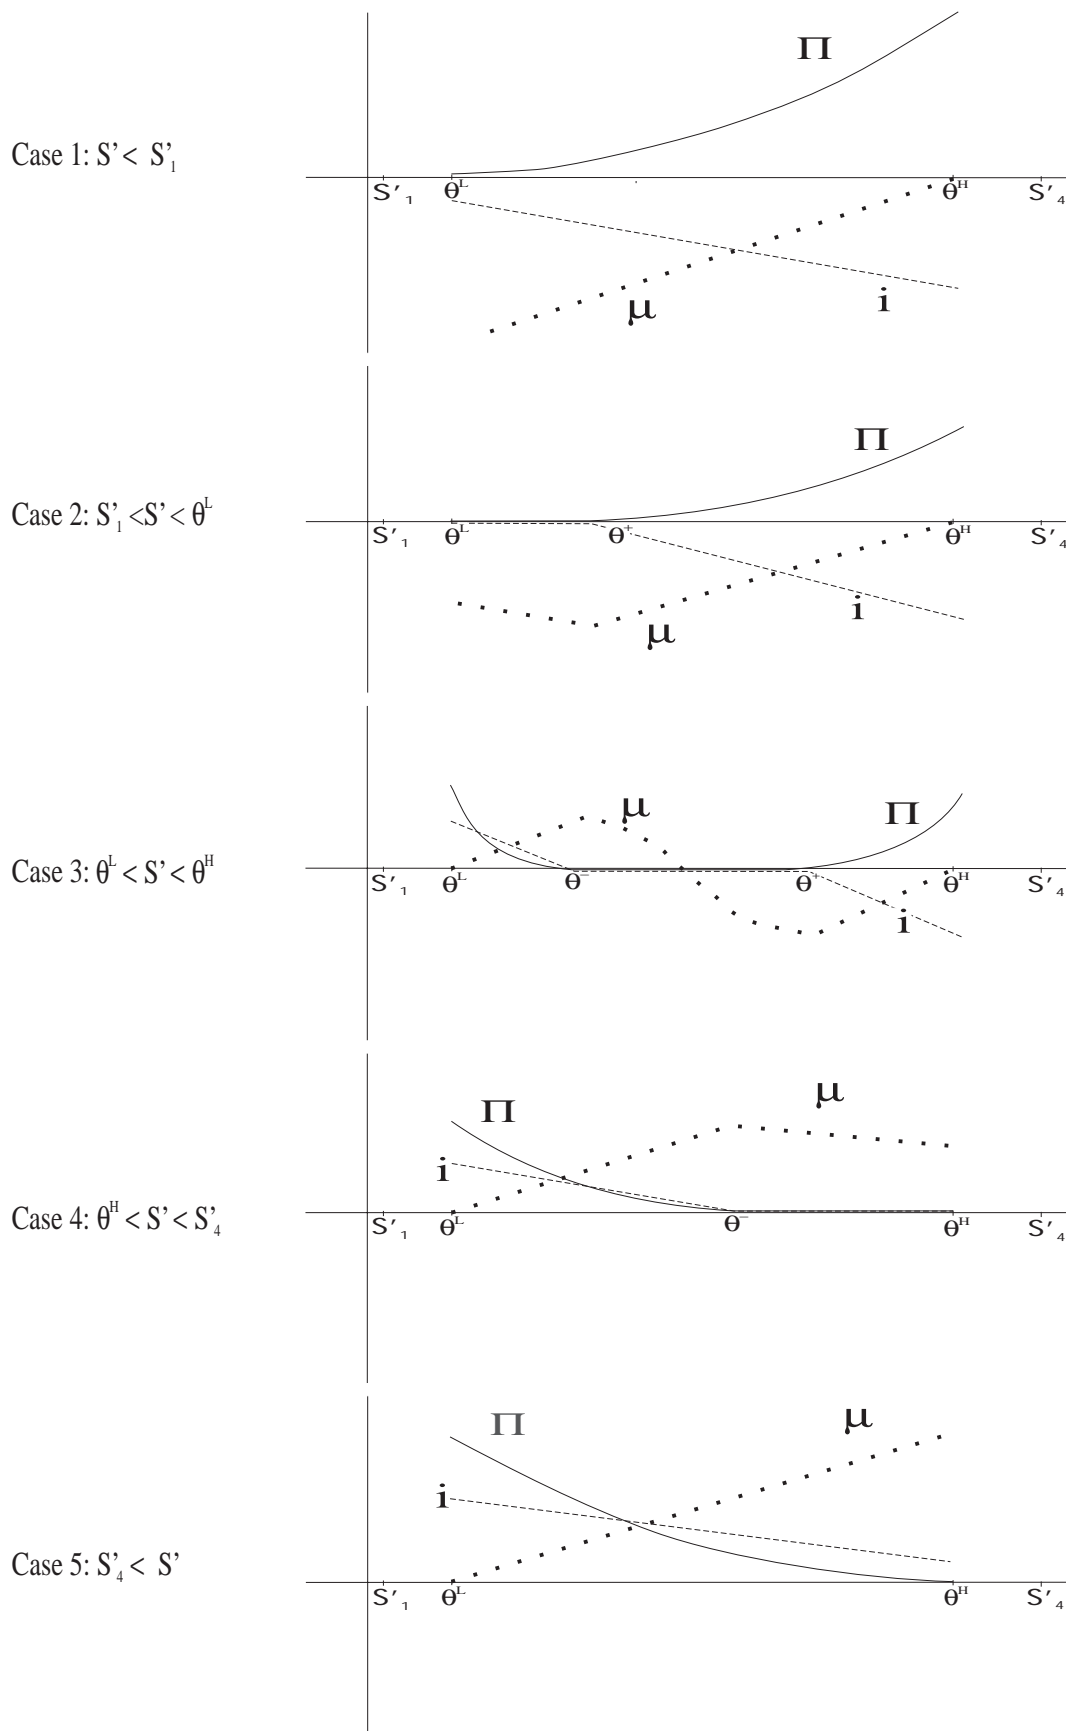 Π
Case 1: S' < S'₁
S'₁ θᴸ θᴴ S'₄
μ i
Π
Case 2: S'₁ <S' < θᴸ
S'₁ θᴸ θ⁺ θᴴ S'₄
μ i
μ Π
Case 3: θᴸ < S' < θᴴ
S'₁ θᴸ θ⁻ θ⁺ θᴴ S'₄
i
Π μ
i
Case 4: θᴴ < S' < S'₄
S'₁ θᴸ θ⁻ θᴴ S'₄
Π μ
i
Case 5: S'₄ < S'
S'₁ θᴸ θᴴ S'₄